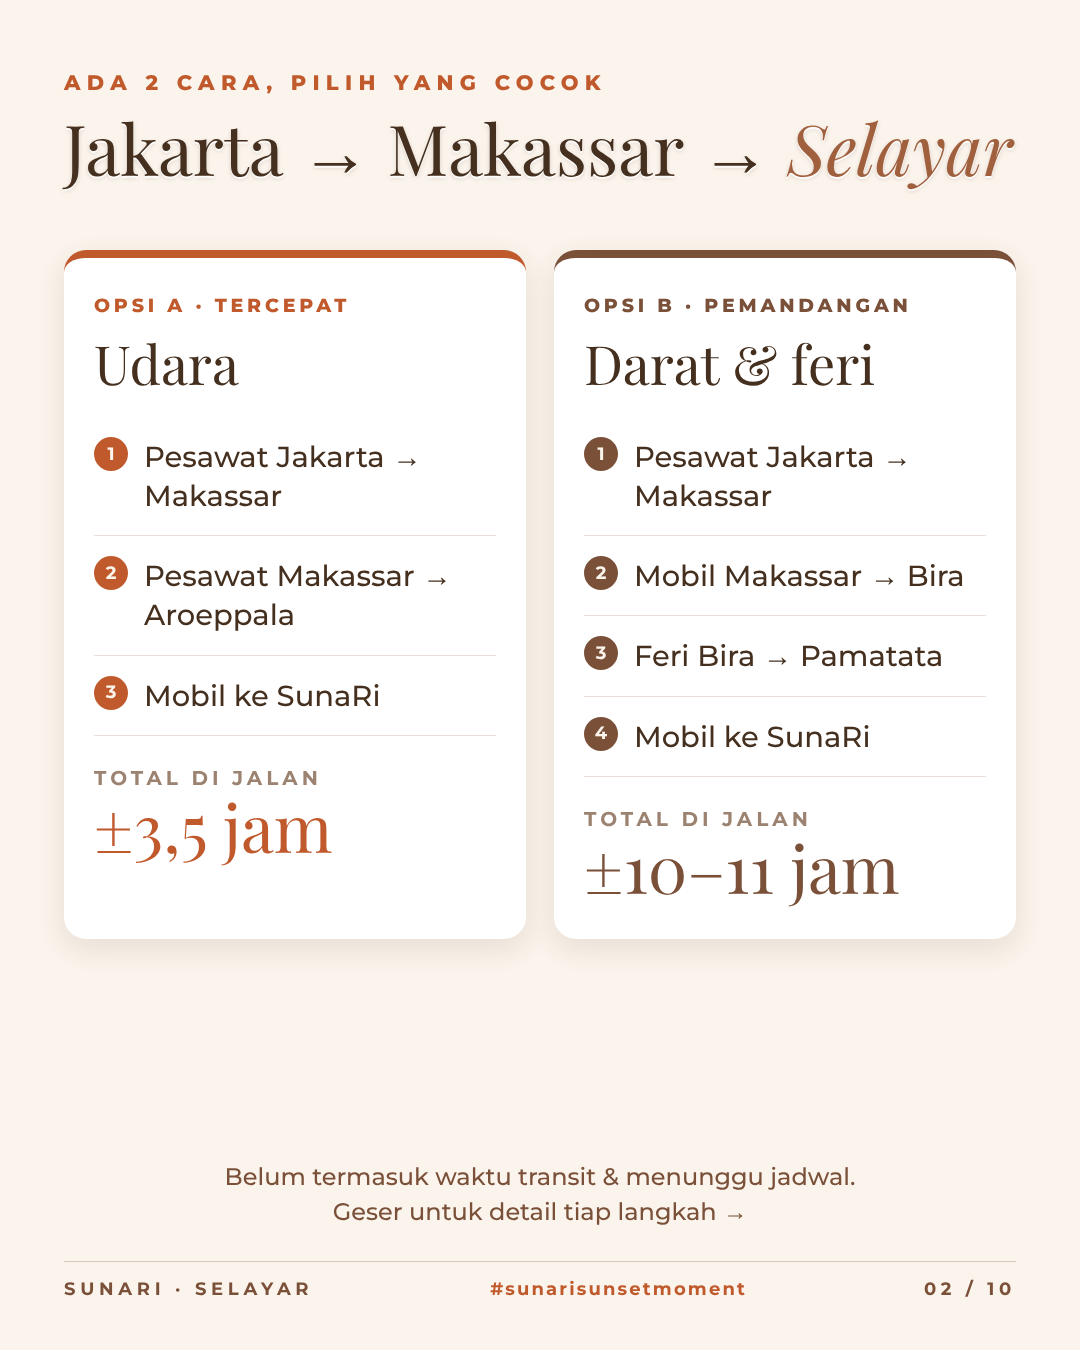 ADA 2 CARA, PILIH YANG COCOK
Jakarta → Makassar → Selayar
OPSI A · TERCEPAT
Udara
1 Pesawat Jakarta →
Makassar
2 Pesawat Makassar →
Aroeppala
3 Mobil ke SunaRi
TOTAL DI JALAN
±3,5 jam
OPSI B · PEMANDANGAN
Darat & feri
1 Pesawat Jakarta →
Makassar
2 Mobil Makassar → Bira
3 Feri Bira → Pamatata
4 Mobil ke SunaRi
TOTAL DI JALAN
±10–11 jam
Belum termasuk waktu transit & menunggu jadwal.
Geser untuk detail tiap langkah →
SUNARI · SELAYAR
#sunarisunsetmoment
02 / 10